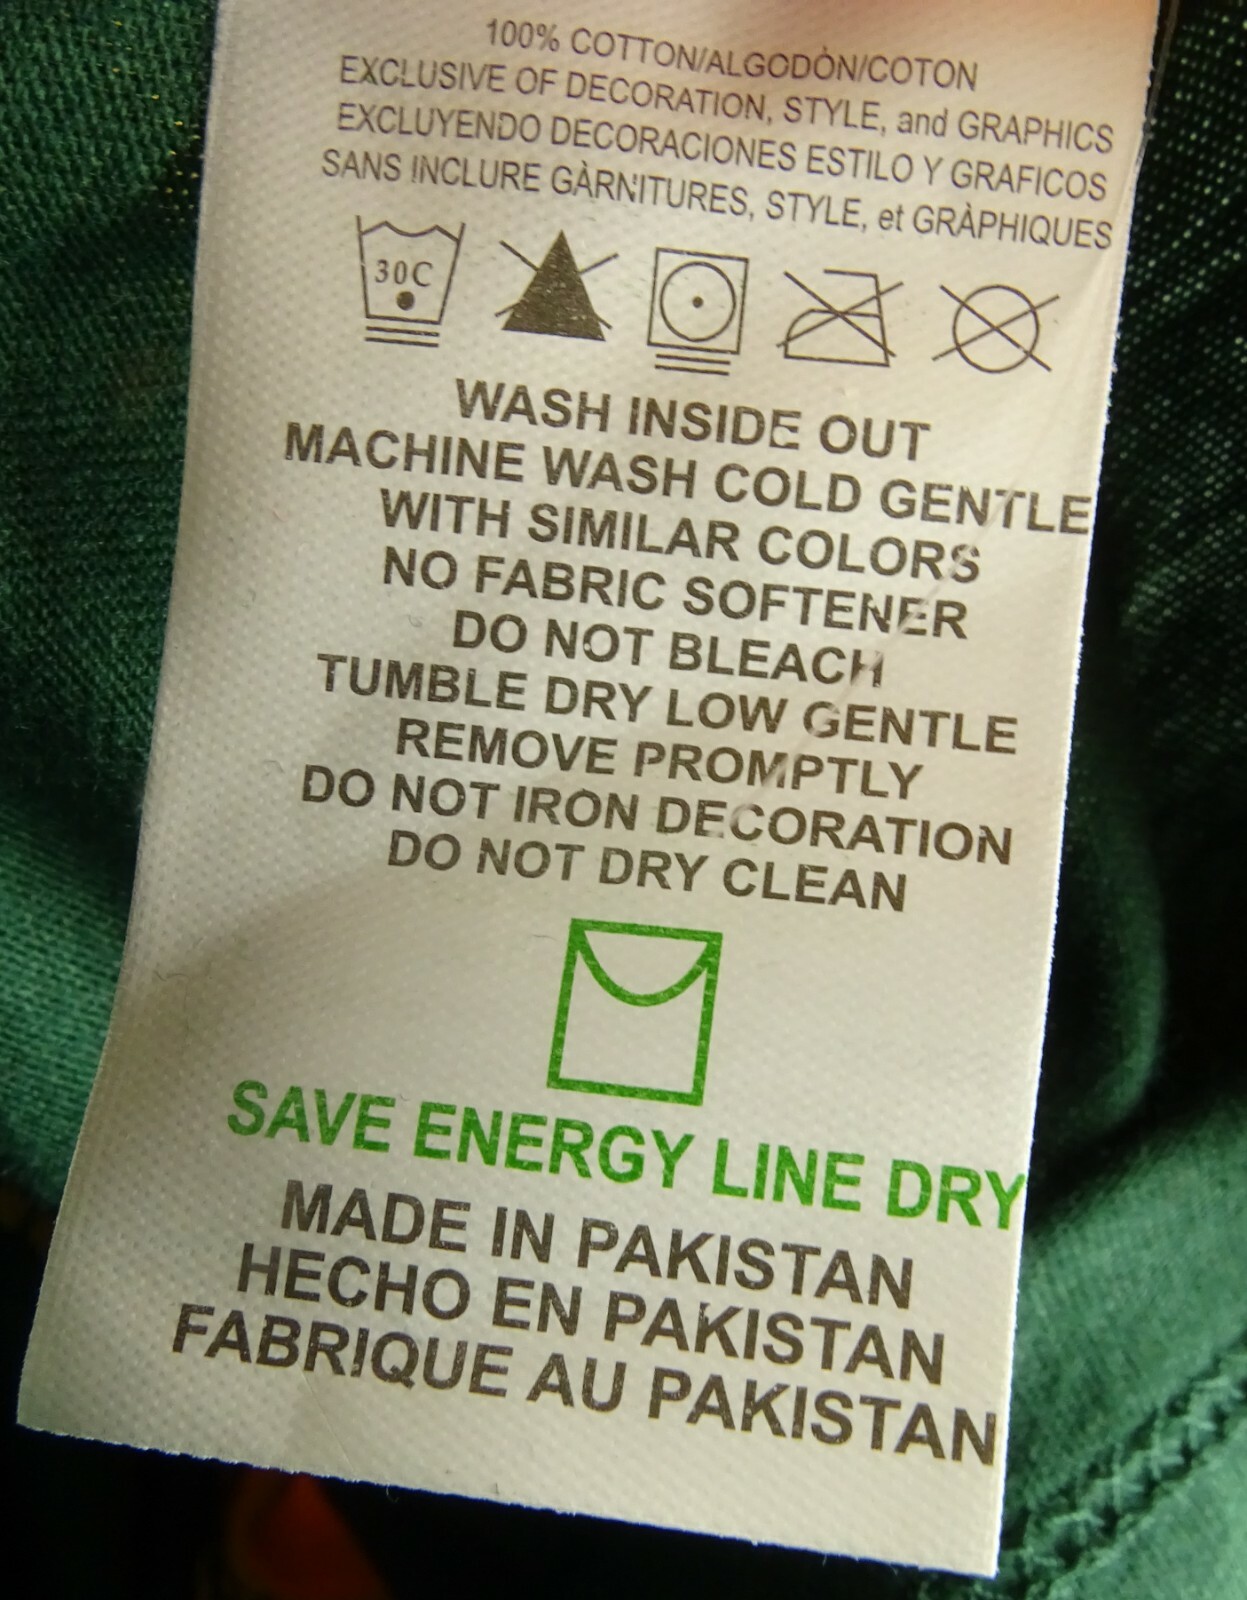 100% COTTON/ALGODÒN/COTON
EXCLUSIVE OF DECORATION, STYLE, and GRAPHICS
EXCLUYENDO DECORACIONES ESTILO Y GRAFICOS
SANS INCLURE GÀRNITURES, STYLE, et GRÀPHIQUES
30C
WASH INSIDE OUT
MACHINE WASH COLD GENTLE
WITH SIMILAR COLORS
NO FABRIC SOFTENER
DO NOT BLEACH
TUMBLE DRY LOW GENTLE
REMOVE PROMPTLY
DO NOT IRON DECORATION
DO NOT DRY CLEAN
SAVE ENERGY LINE DRY
MADE IN PAKISTAN
HECHO EN PAKISTAN
FABRIQUE AU PAKISTAN